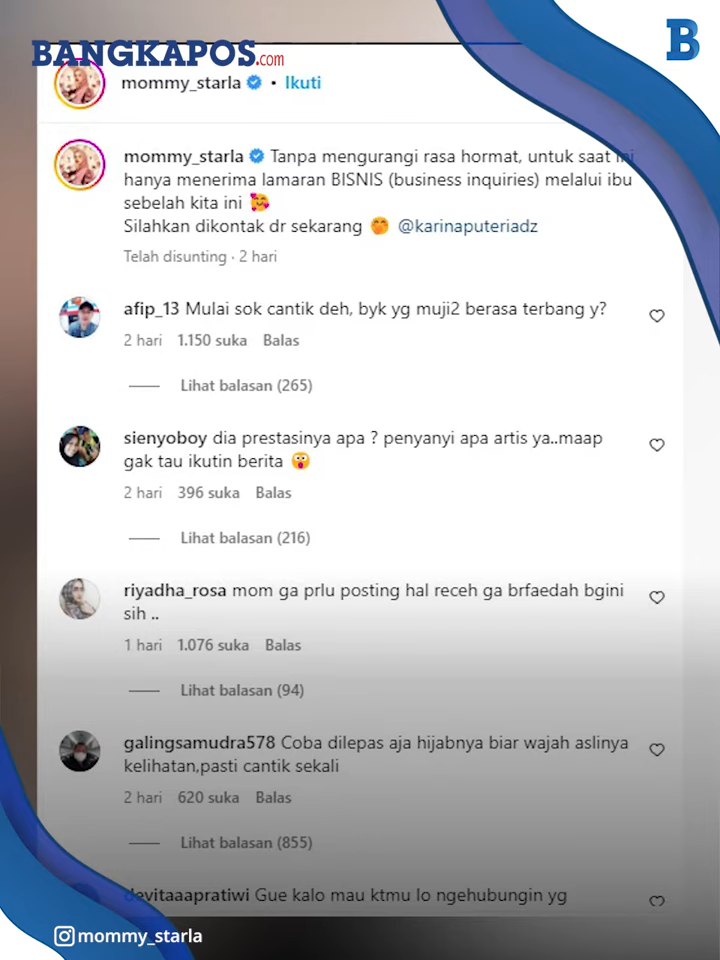 BANGKAPOS.com
B
mommy_starla • Ikuti
mommy_starla Tanpa mengurangi rasa hormat, untuk saat ini
hanya menerima lamaran BISNIS (business inquiries) melalui ibu
sebelah kita ini 🥰
Silahkan dikontak dr sekarang 🤭 @karinaputeriadz
Telah disunting · 2 hari
afip_13 Mulai sok cantik deh, byk yg muji2 berasa terbang y?
2 hari 1.150 suka Balas
Lihat balasan (265)
sienyoboy dia prestasinya apa ? penyanyi apa artis ya..maap
gak tau ikutin berita 😲
2 hari 396 suka Balas
Lihat balasan (216)
riyadha_rosa mom ga prlu posting hal receh ga brfaedah bgini
sih ..
1 hari 1.076 suka Balas
Lihat balasan (94)
galingsamudra578 Coba dilepas aja hijabnya biar wajah aslinya
kelihatan,pasti cantik sekali
2 hari 620 suka Balas
Lihat balasan (855)
devitaaapratiwi Gue kalo mau ktmu lo ngehubungin yg
mommy_starla